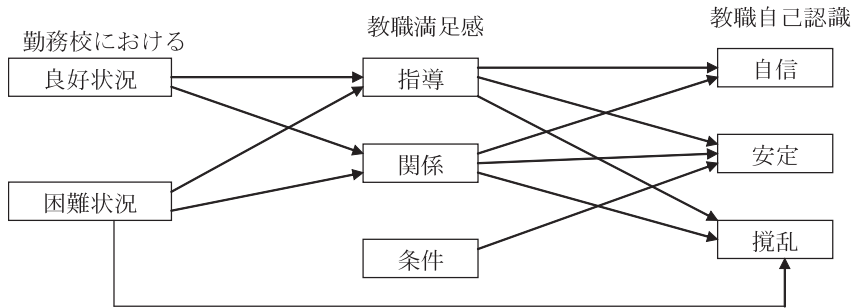 勤務校における
良好状況
困難状況
教職満足感
指導
関係
条件
教職自己認識
自信
安定
撹乱